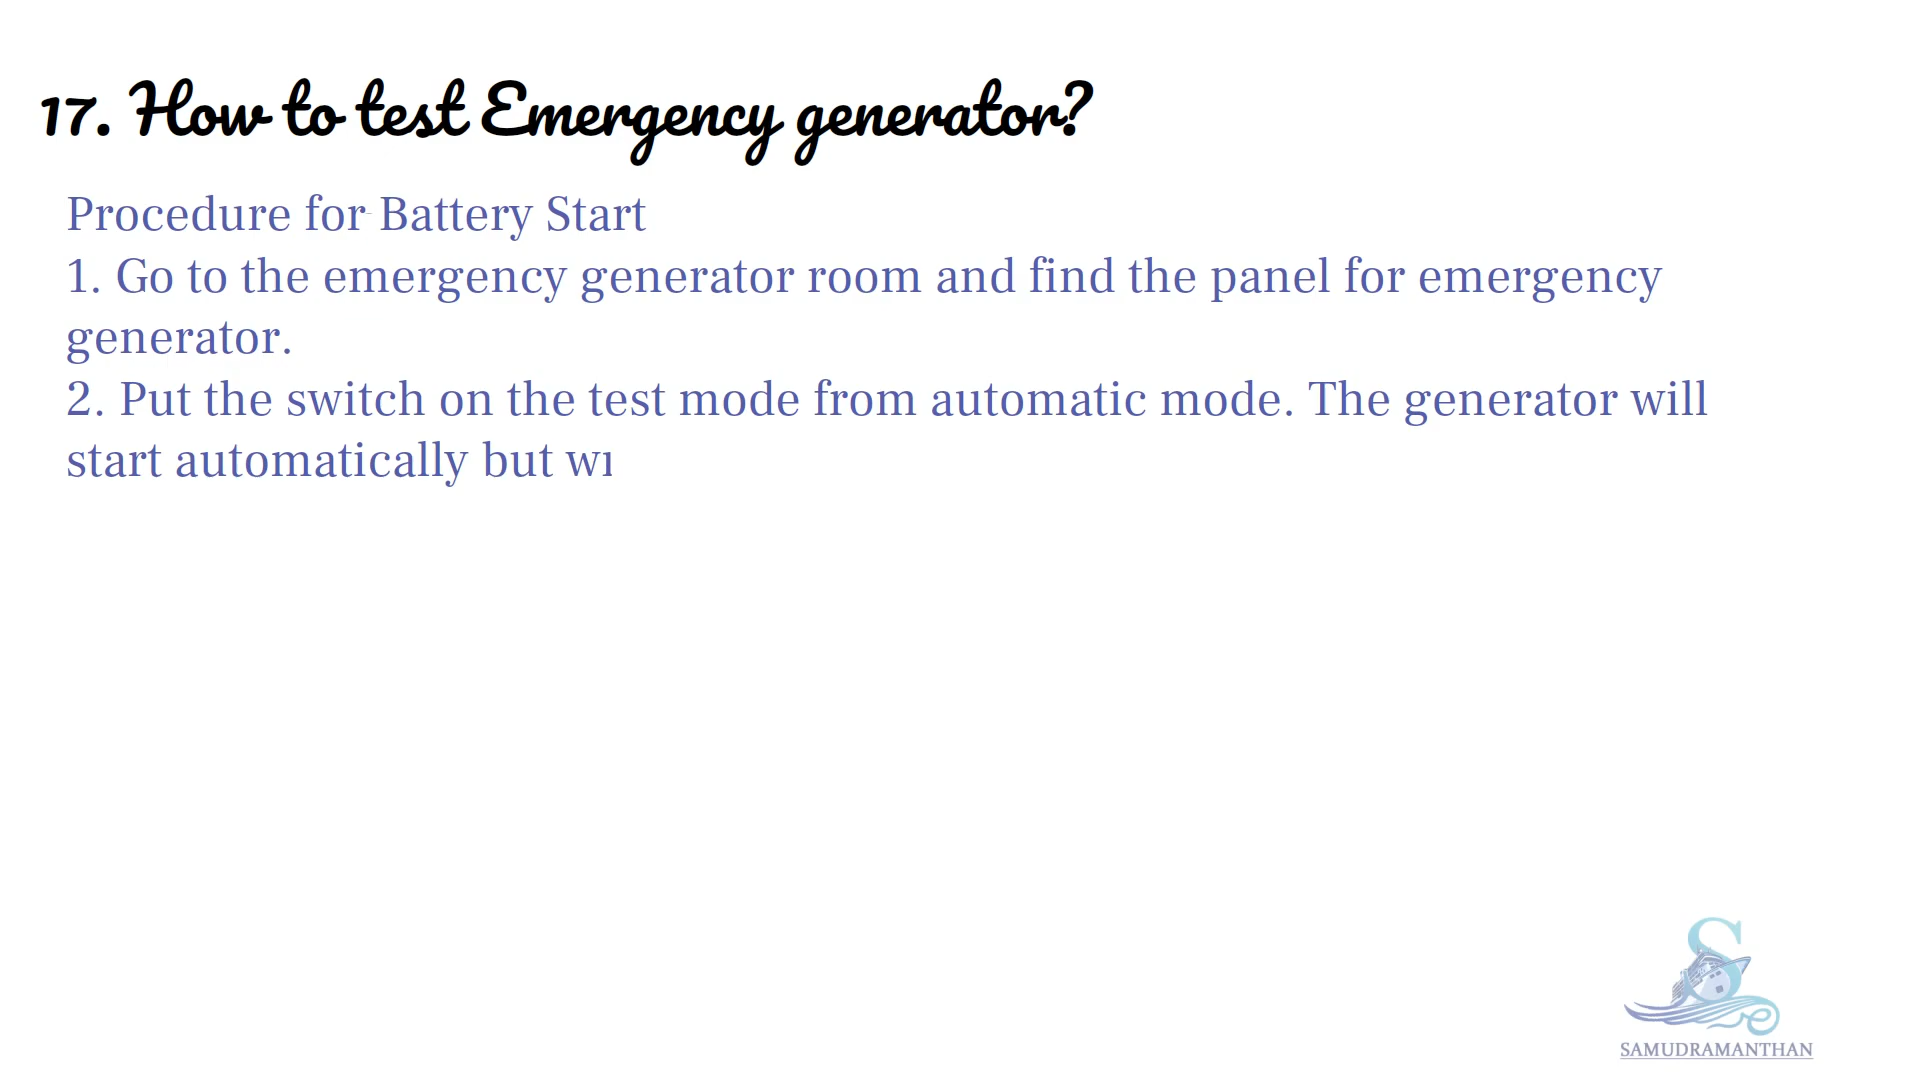 17. How to test Emergency generator?
Procedure for Battery Start
1. Go to the emergency generator room and find the panel for emergency
generator.
2. Put the switch on the test mode from automatic mode. The generator will
start automatically but
SAMUDRAMANTHAN